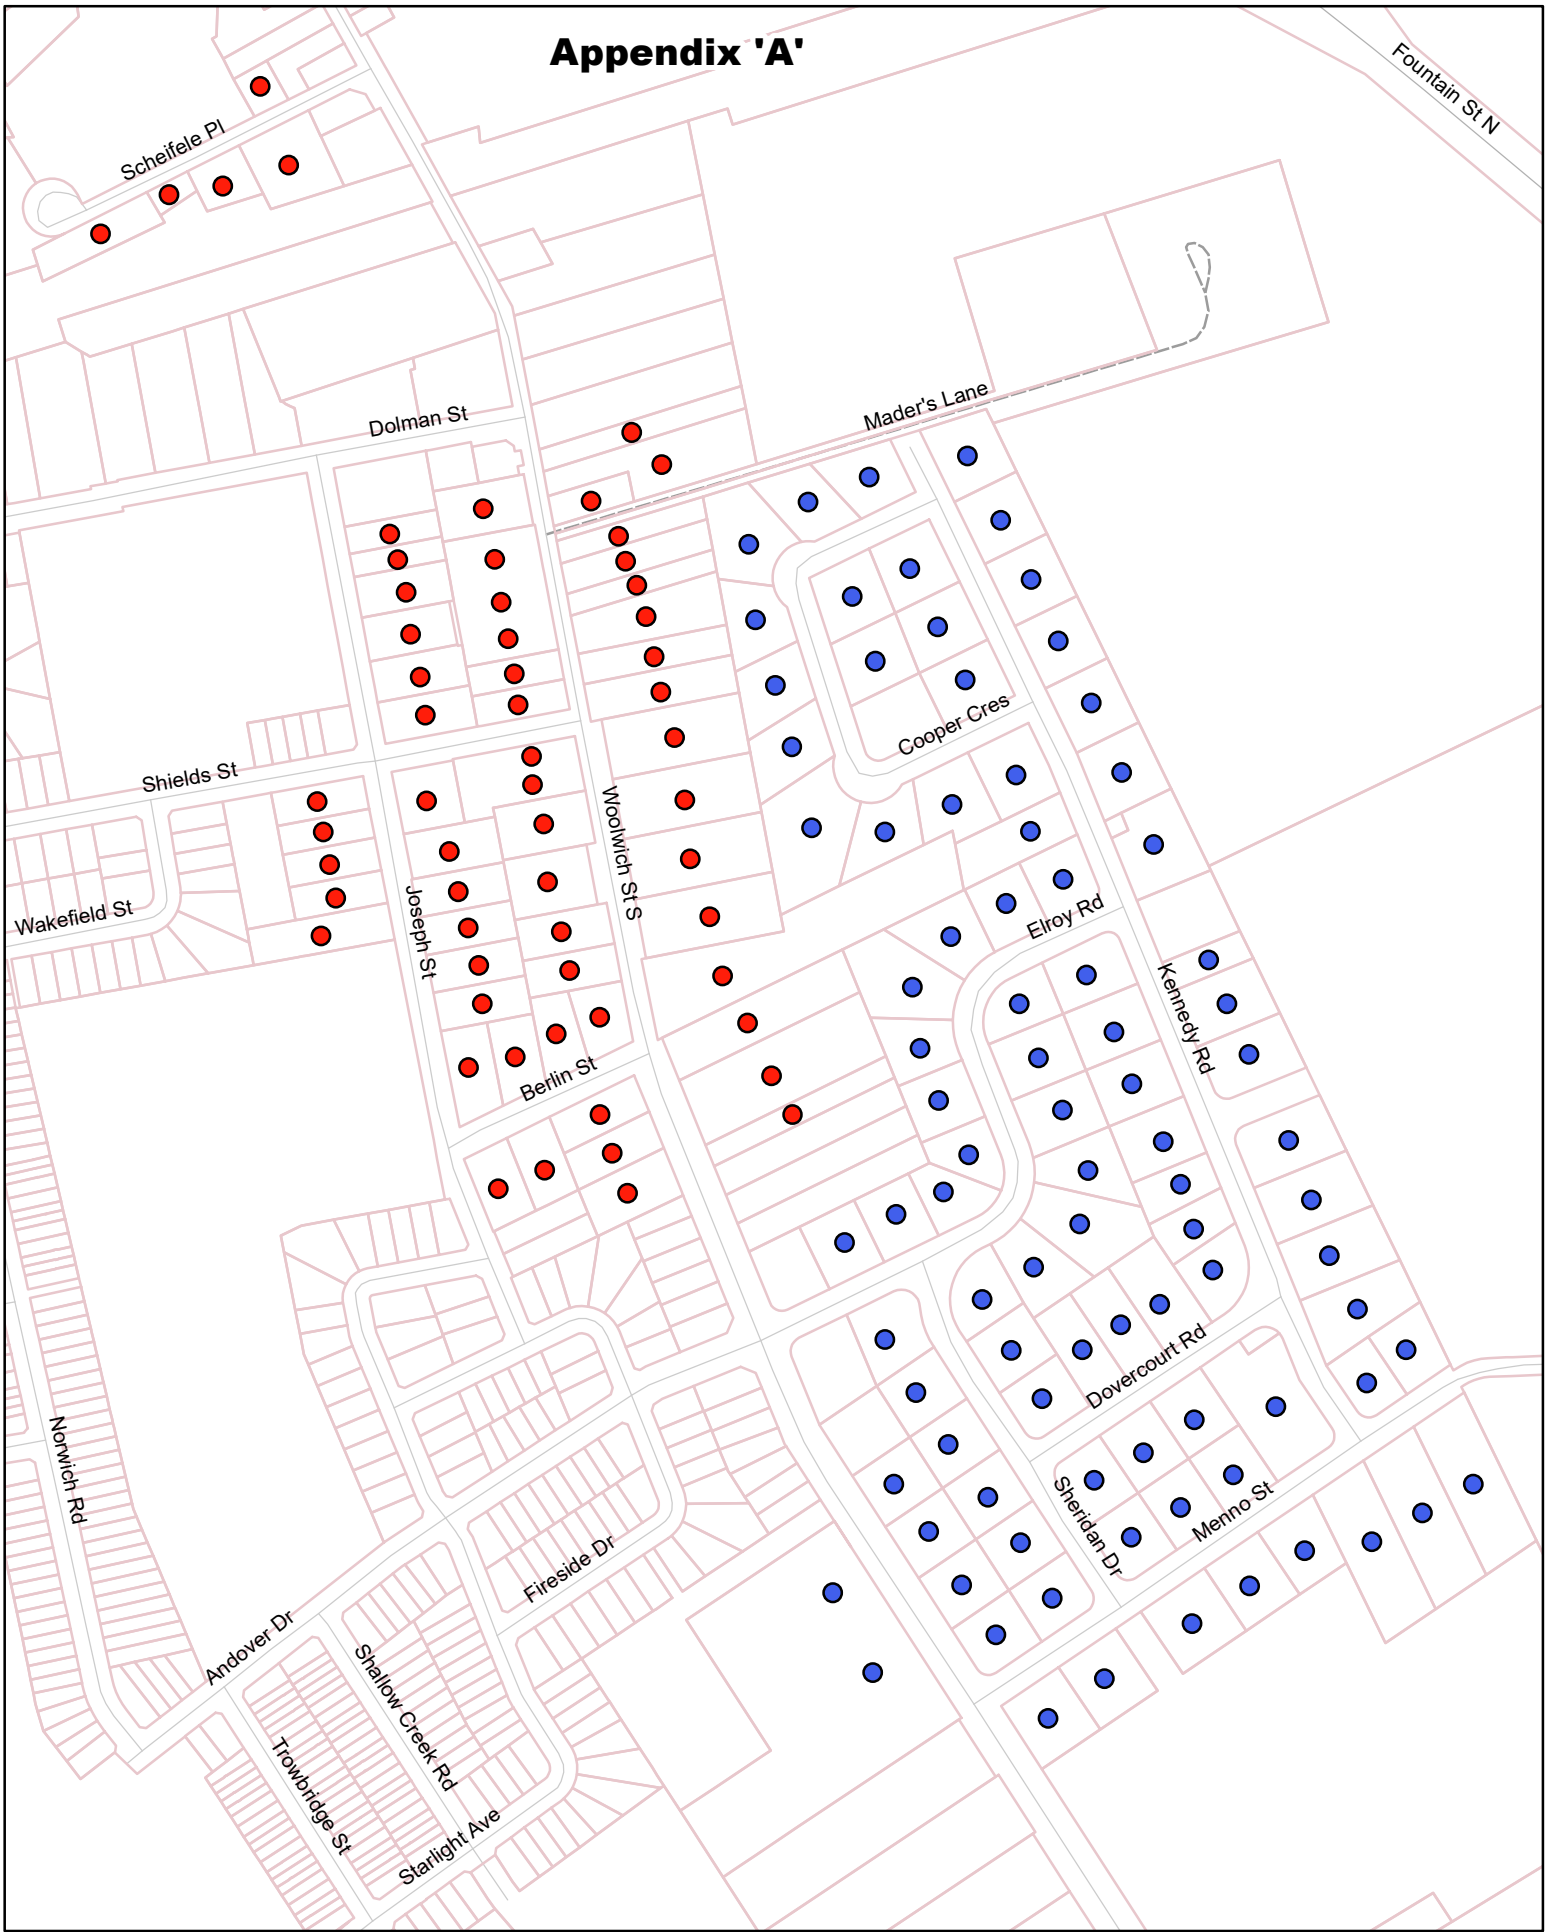 Appendix 'A'
Fountain St N
Scheifele Pl
Mader's Lane
Dolman St
Cooper Cres
Shields St
Woolwich St S
Joseph St
Wakefield St
Elroy Rd
Kennedy Rd
Berlin St
Dovercourt Rd
Norwich Rd
Sheridan Dr
Menno St
Fireside Dr
Andover Dr
Shallow Creek Rd
Trowbridge St
Starlight Ave